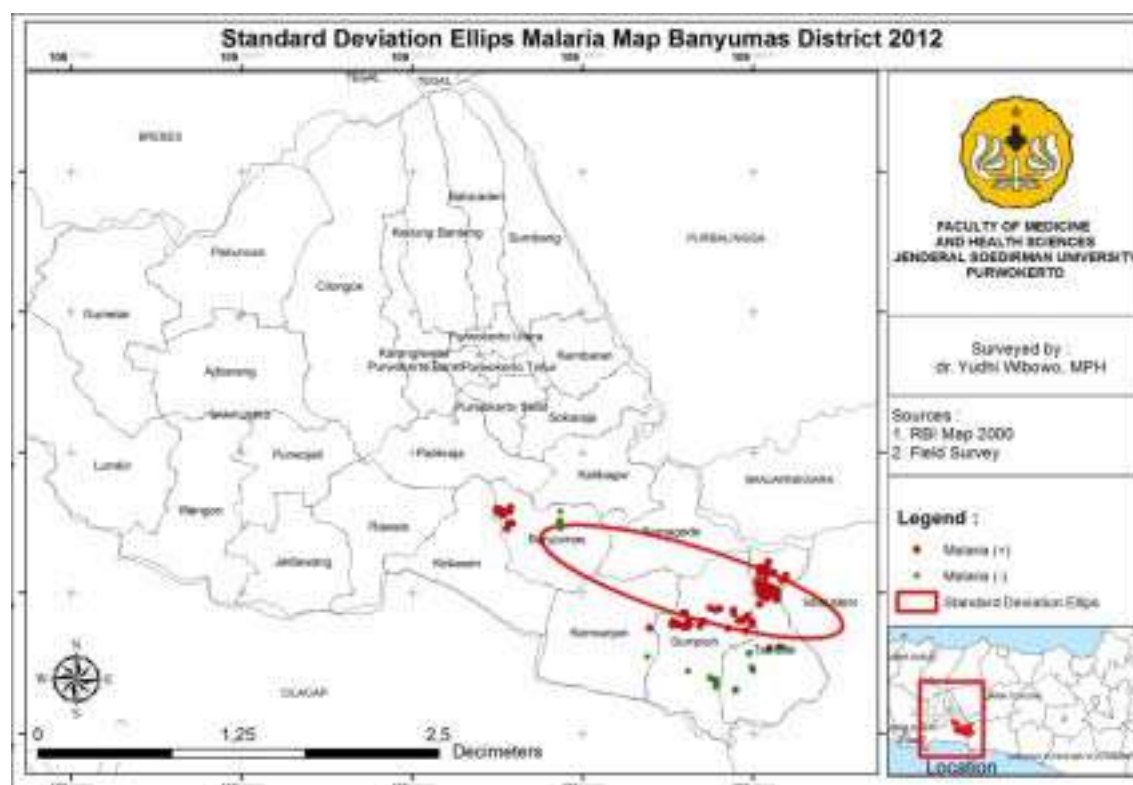 Standard Deviation Ellips Malaria Map Banyumas District 2012
TEGAL
TEGAL
BREBES
Baturaden
Kedung Banteng
Sumbang
PURBALINGGA
Pekuncen
Cilongok
Gumelar
Purwokerto Utara
Karanglewas
Kembaran
Purwokerto Barat
Purwokerto Timur
Ajibarang
Purwokerto Selatan
Sokaraja
Lumbir
Purwojati
Patikraja
Kalibagor
BANJARNEGARA
Wangon
Rawalo
Banyumas
Somagede
Jatilawang
Kebasen
Kemranjen
Sumpiuh
Tambak
CILACAP
N
W
E
S
0
1.25
2.5
Decimeters
FACULTY OF MEDICINE
AND HEALTH SCIENCES
JENDERAL SOEDIRMAN UNIVERSITY
PURWOKERTO
Surveyed by :
dr. Yudhi Wibowo, MPH
Sources :
1. RBI Map 2000
2. Field Survey
Legend :
Malaria (+)
Malaria (-)
Standard Deviation Ellips
Location